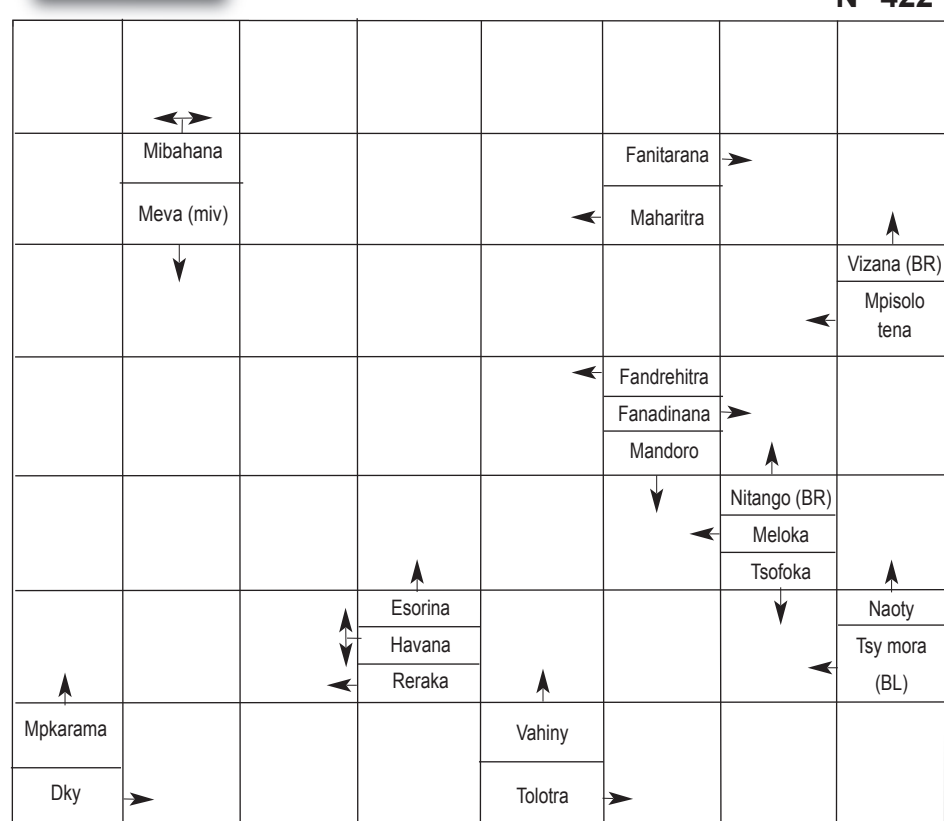 N° 422
Mibahana
Meva (miv)
Fanitarana
Maharitra
Vizana (BR)
Mpisolo
tena
Fandrehitra
Fanadinana
Mandoro
Nitango (BR)
Meloka
Tsofoka
Esorina
Havana
Reraka
Naoty
Tsy mora
(BL)
Mpkarama
Dky
Vahiny
Tolotra